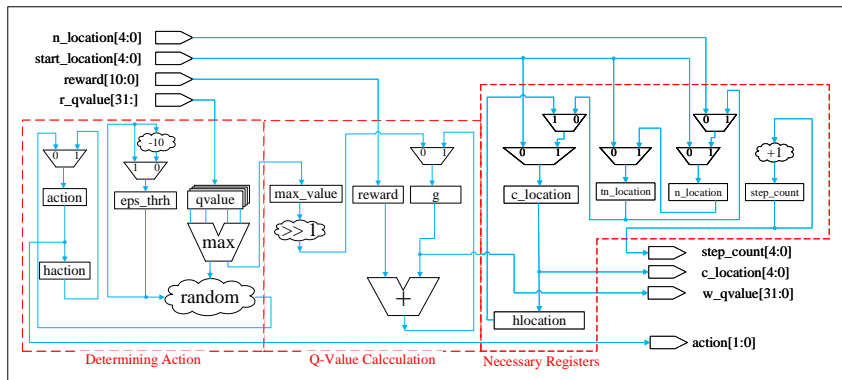 n_location[4:0]
start_location[4:0]
reward[10:0]
r_qvalue[31:]
0 1
action
haction
-10
1 0
eps_thrh
qvalue
max
random
Determining Action
max_value
>> 1
reward
0 1
g
+
Q-Value Calcculation
1 0
0 1
c_location
hlocation
0 1
tn_location
0 1
0 1
n_location
+1
step_count
Necessary Registers
step_count[4:0]
c_location[4:0]
w_qvalue[31:0]
action[1:0]